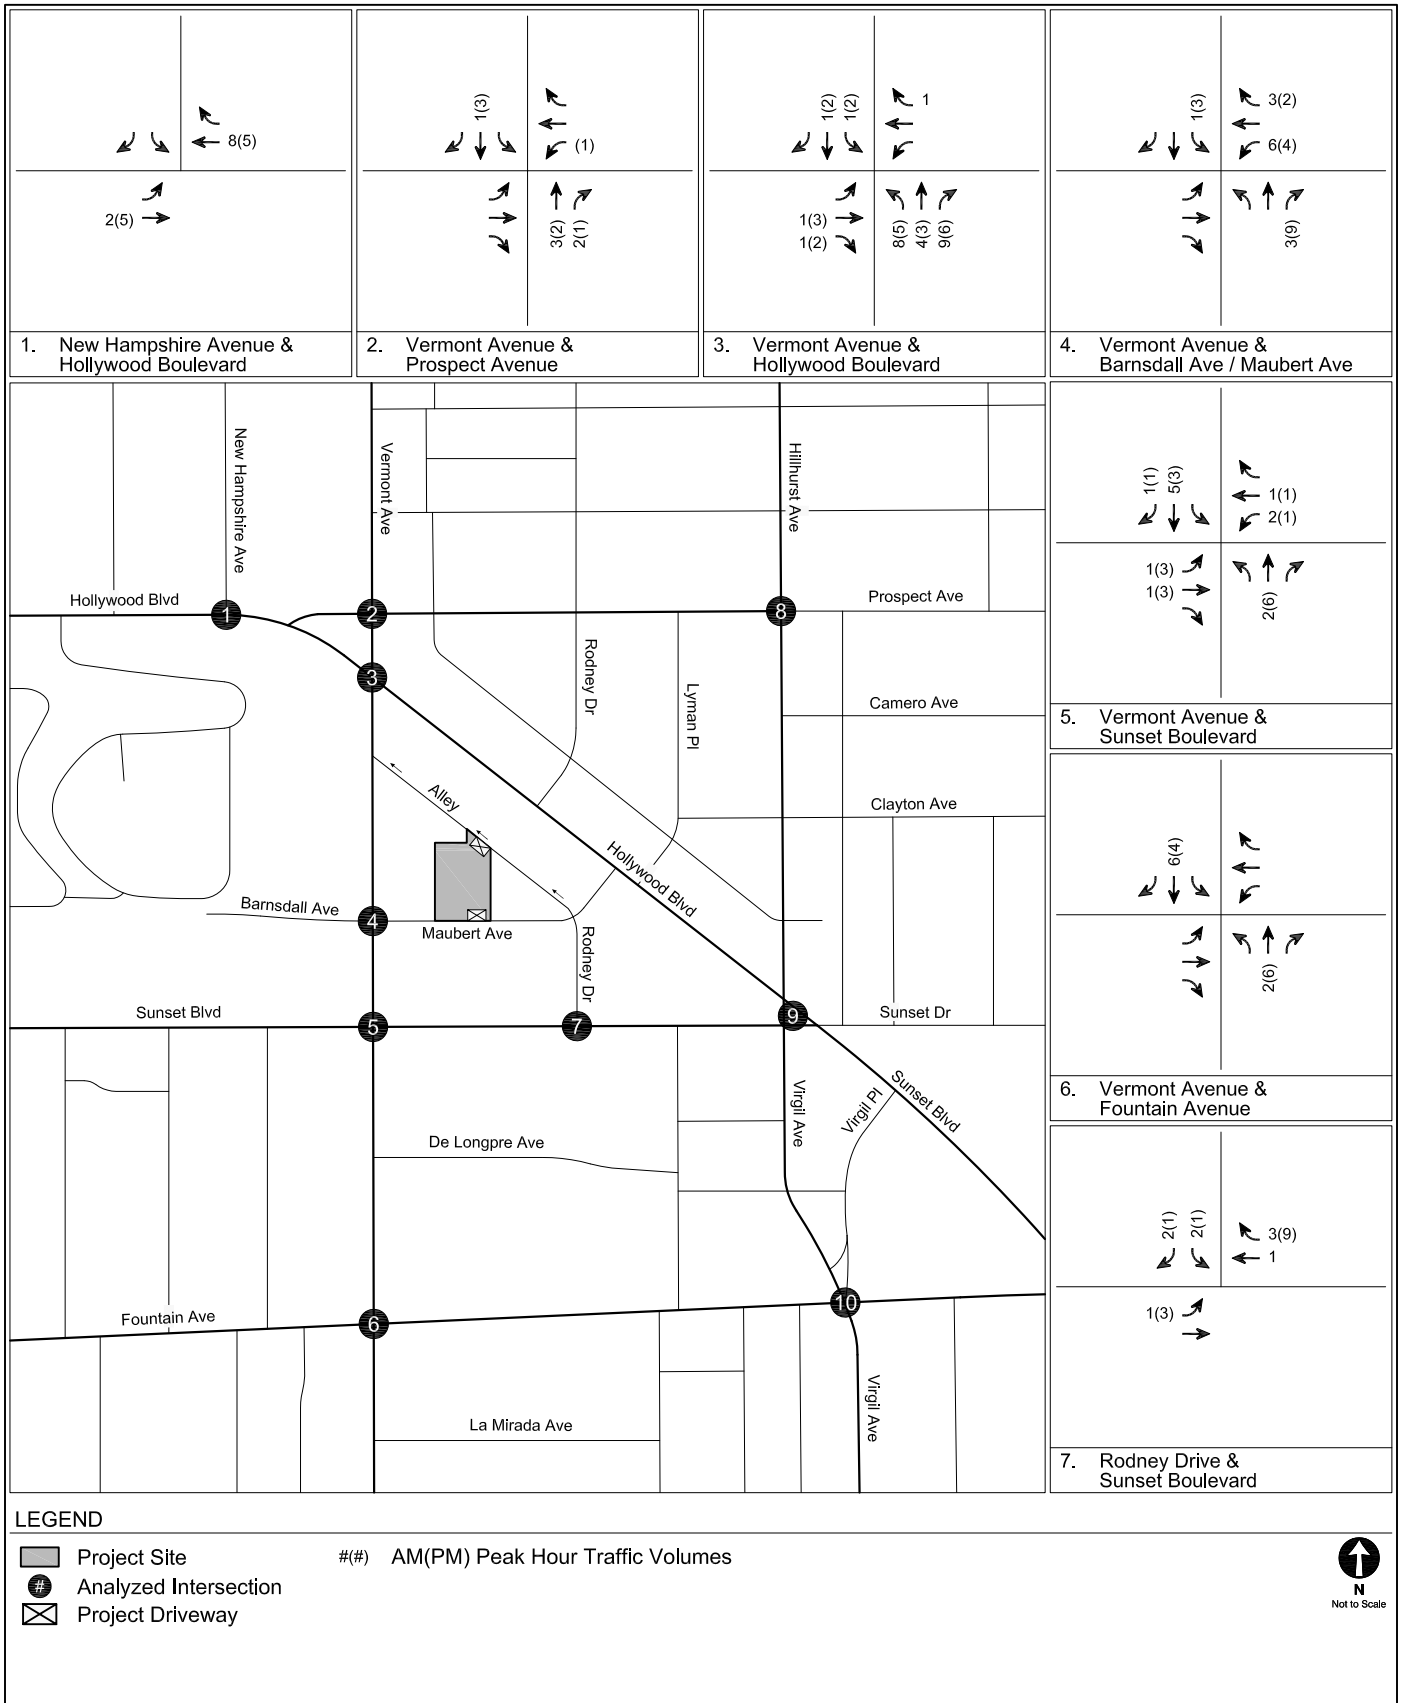 8(5)
2(5)
1. New Hampshire Avenue &
Hollywood Boulevard
1(3)
(1)
3(2)
2(1)
2. Vermont Avenue &
Prospect Avenue
1(2)
1(2)
1
1(3)
1(2)
8(5)
4(3)
9(6)
3. Vermont Avenue &
Hollywood Boulevard
1(3)
3(2)
6(4)
3(9)
4. Vermont Avenue &
Barnsdall Ave / Maubert Ave
1(1)
5(3)
1(1)
2(1)
1(3)
1(3)
2(6)
5. Vermont Avenue &
Sunset Boulevard
6(4)
2(6)
6. Vermont Avenue &
Fountain Avenue
2(1)
2(1)
3(9)
1
1(3)
7. Rodney Drive &
Sunset Boulevard
New Hampshire Ave
Vermont Ave
Hillhurst Ave
Hollywood Blvd
Prospect Ave
1
2
8
3
Rodney Dr
Lyman Pl
Camero Ave
Alley
Clayton Ave
Hollywood Blvd
Barnsdall Ave
4
Maubert Ave
Rodney Dr
Sunset Blvd
Sunset Dr
5
7
9
Virgil Ave
Virgil Pl
Sunset Blvd
De Longpre Ave
10
Fountain Ave
6
Virgil Ave
La Mirada Ave
LEGEND
Project Site
#(#) AM(PM) Peak Hour Traffic Volumes
# Analyzed Intersection
Project Driveway
N
Not to Scale